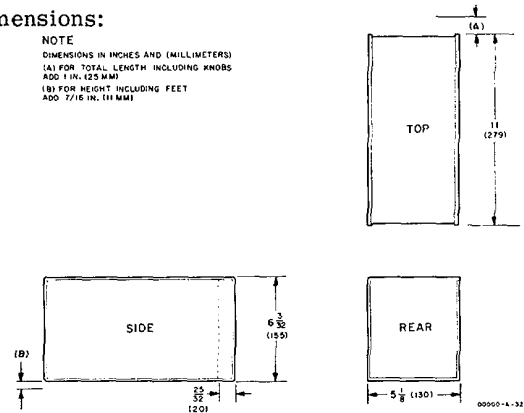 mensions:
NOTE
DIMENSIONS IN INCHES AND (MILLIMETERS)
(A) FOR TOTAL LENGTH INCLUDING KNOBS
ADD 1 IN. (25 MM)
(B) FOR HEIGHT INCLUDING FEET
ADD 7/16 IN. (11 MM)
(A)
TOP
11
(279)
SIDE
6 3/32
(155)
(B)
25/32
(20)
REAR
5 1/8 (130)
00000-A-32